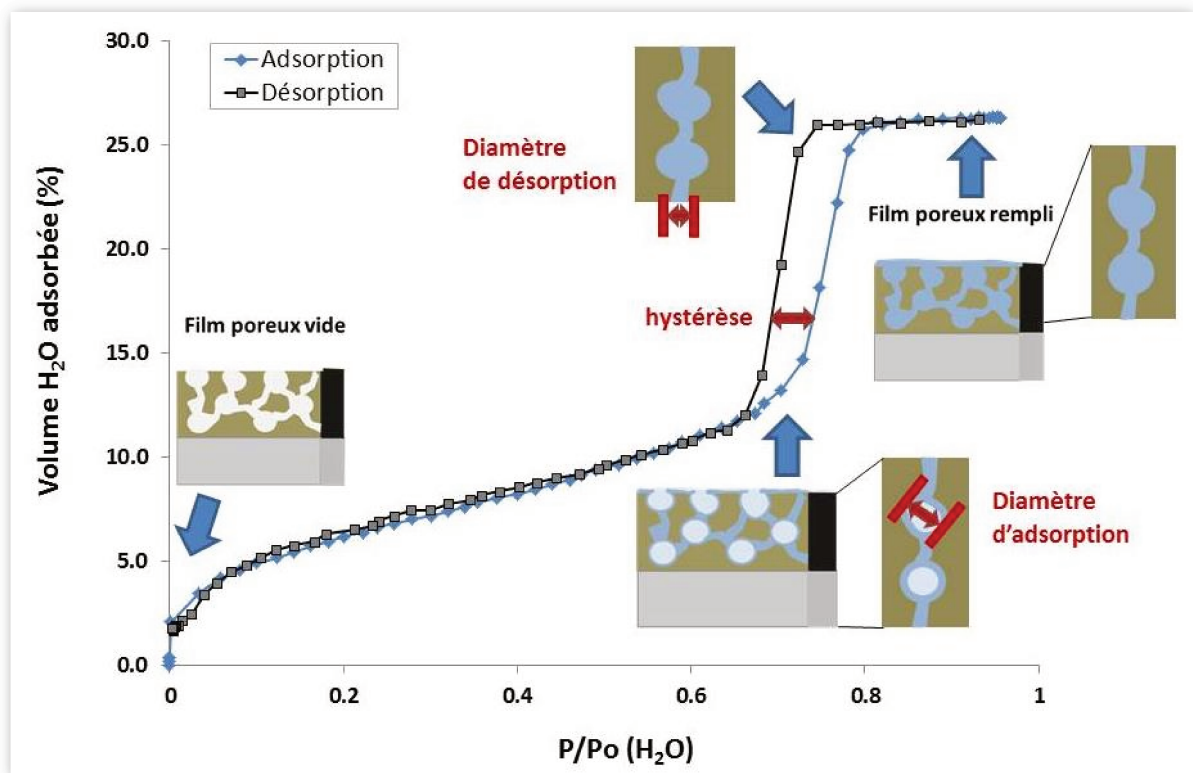 30.0
25.0
20.0
15.0
10.0
5.0
0.0
Volume H₂O adsorbée (%)
Adsorption
Désorption
Diamètre
de désorption
Film poreux rempli
hystérèse
Film poreux vide
Diamètre
d'adsorption
0
0.2
0.4
0.6
0.8
1
P/Po (H₂O)